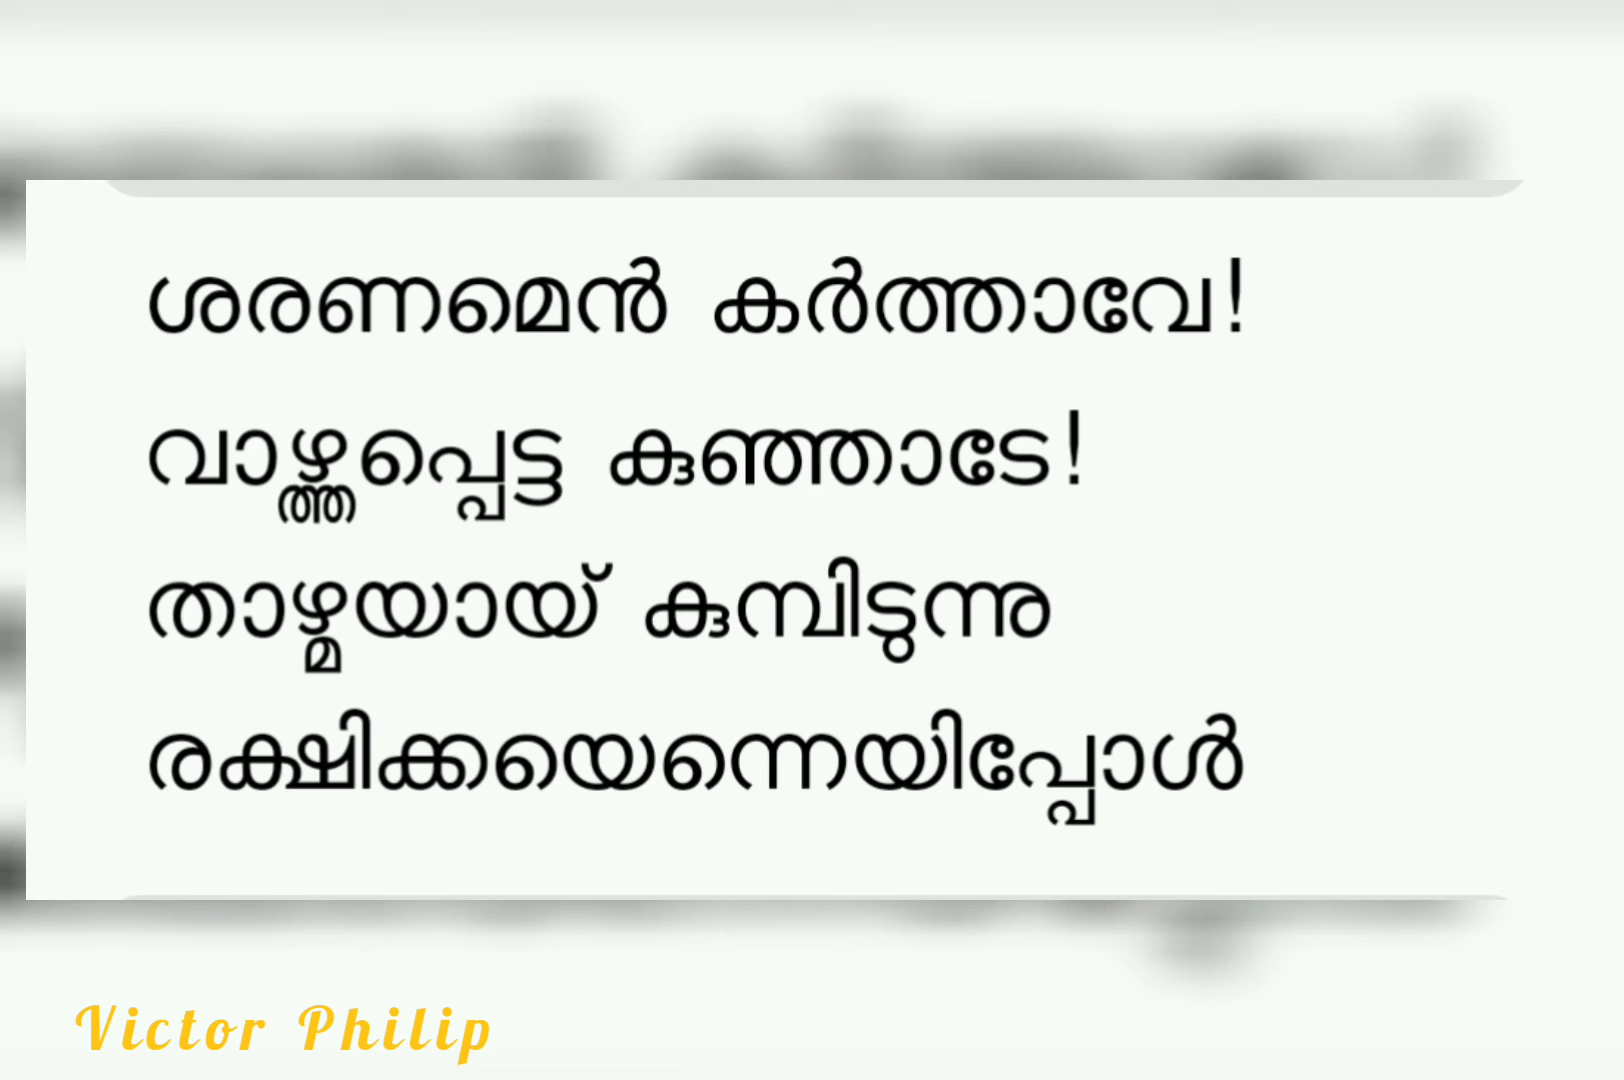 ശരണമെൻ കർത്താവേ!
വാഴ്ത്തപ്പെട്ട കുഞ്ഞാടേ!
താഴ്മയായ് കുമ്പിടുന്നു
രക്ഷിക്കയെന്നെയിപ്പോൾ
Victor Philip